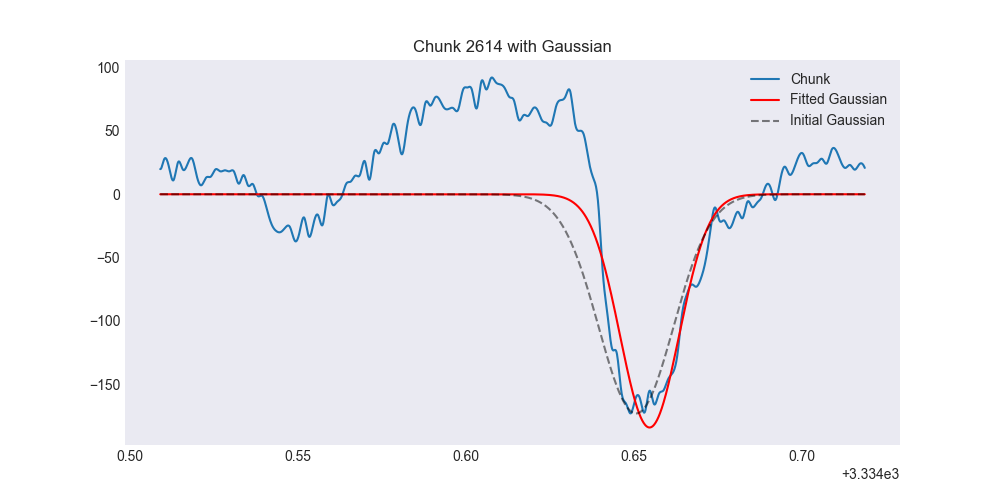 Chunk 2614 with Gaussian
Chunk
Fitted Gaussian
Initial Gaussian
100
50
0
−50
−100
−150
0.50 0.55 0.60 0.65 0.70
+3.334e3